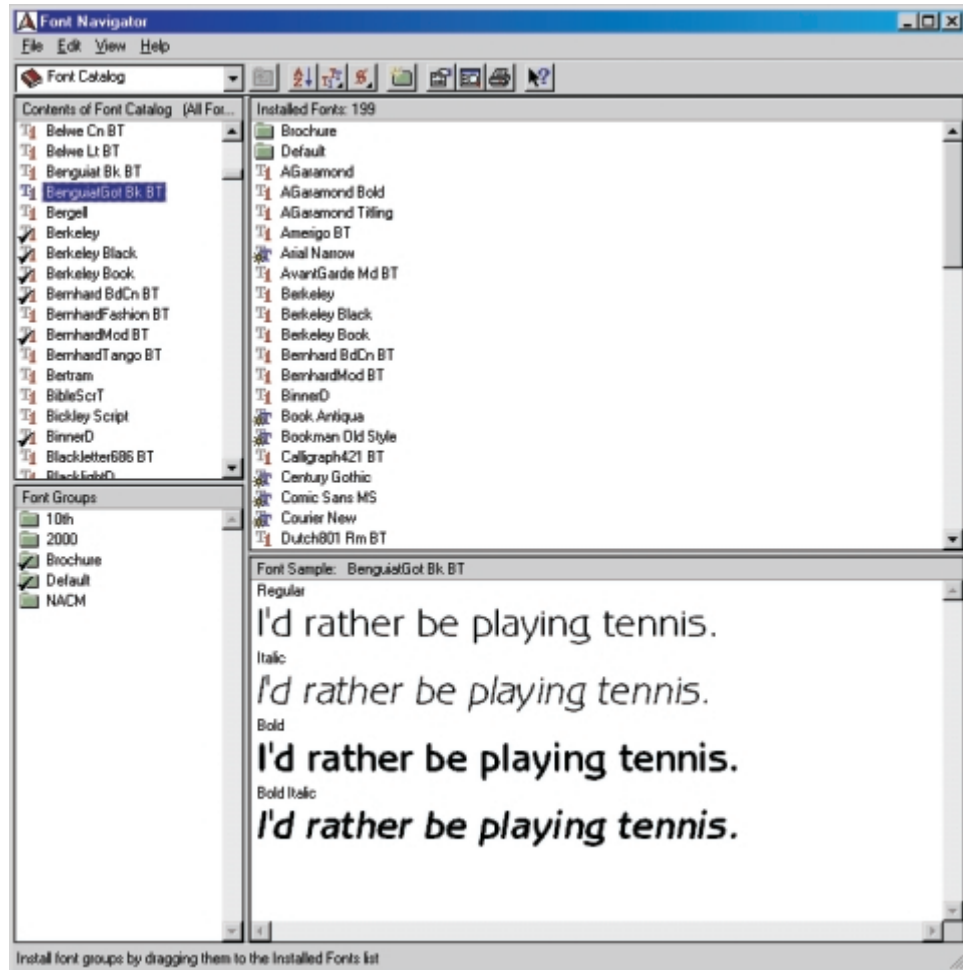 Font Navigator
File Edit View Help
Font Catalog
Contents of Font Catalog (All For...
Belwe Cn BT
Belwe Lt BT
Benguiat Bk BT
BenguiatGot Bk BT
Bergell
Berkeley
Berkeley Black
Berkeley Book
Bernhard BdCn BT
BernhardFashion BT
BernhardMod BT
BernhardTango BT
Bertram
BibleScrT
Bickley Script
BinnerD
Blackletter686 BT
BlacklightD
Font Groups
10th
2000
Brochure
Default
NACM
Installed Fonts: 199
Brochure
Default
AGaramond
AGaramond Bold
AGaramond Titling
Amerigo BT
Arial Narrow
AvantGarde Md BT
Berkeley
Berkeley Black
Berkeley Book
Bernhard BdCn BT
BernhardMod BT
BinnerD
Book Antiqua
Bookman Old Style
Calligraph421 BT
Century Gothic
Comic Sans MS
Courier New
Dutch801 Rm BT
Font Sample: BenguiatGot Bk BT
Regular
I'd rather be playing tennis.
Italic
I'd rather be playing tennis.
Bold
I'd rather be playing tennis.
Bold Italic
I'd rather be playing tennis.
Install font groups by dragging them to the Installed Fonts list